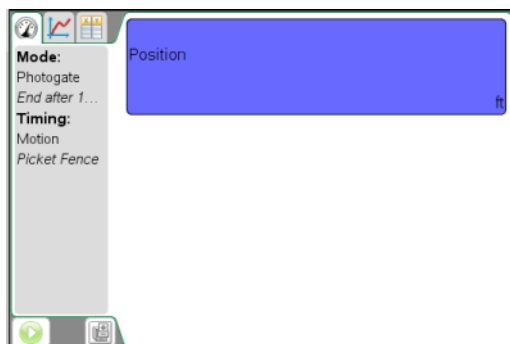 Mode:
Photogate
End after 1...
Timing:
Motion
Picket Fence
Position
ft